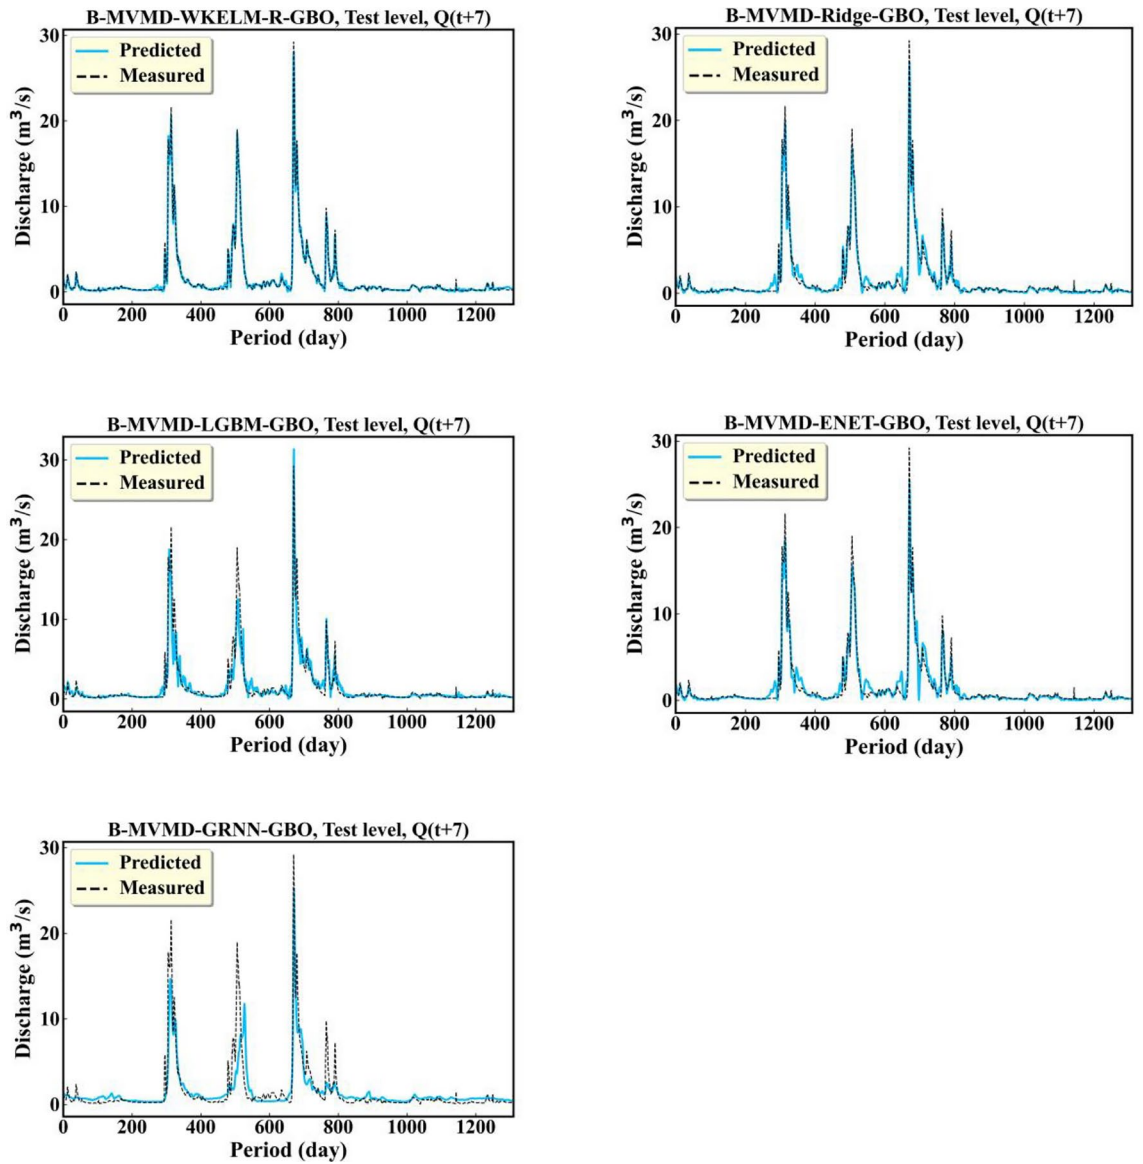 B-MVMD-WKELM-R-GBO, Test level, Q(t+7)
30
20
10
0
Discharge (m³/s)
Predicted
Measured
0 200 400 600 800 1000 1200
Period (day)
B-MVMD-Ridge-GBO, Test level, Q(t+7)
30
20
10
0
Discharge (m³/s)
Predicted
Measured
0 200 400 600 800 1000 1200
Period (day)
B-MVMD-LGBM-GBO, Test level, Q(t+7)
30
20
10
0
Discharge (m³/s)
Predicted
Measured
0 200 400 600 800 1000 1200
Period (day)
B-MVMD-ENET-GBO, Test level, Q(t+7)
30
20
10
0
Discharge (m³/s)
Predicted
Measured
0 200 400 600 800 1000 1200
Period (day)
B-MVMD-GRNN-GBO, Test level, Q(t+7)
30
20
10
0
Discharge (m³/s)
Predicted
Measured
0 200 400 600 800 1000 1200
Period (day)